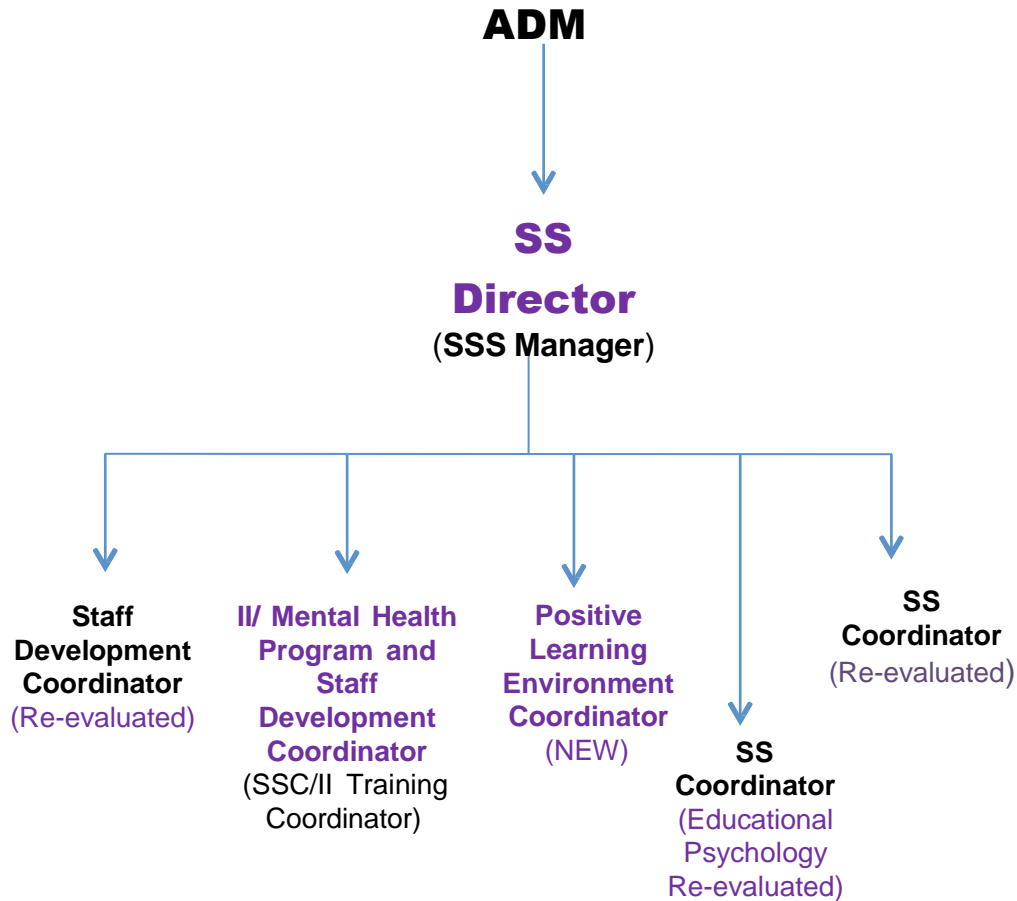 ADM
SS
Director
(SSS Manager)
Staff
Development
Coordinator
(Re-evaluated)
II/ Mental Health
Program and
Staff
Development
Coordinator
(SSC/II Training
Coordinator)
Positive
Learning
Environment
Coordinator
(NEW)
SS
Coordinator
(Educational
Psychology
Re-evaluated)
SS
Coordinator
(Re-evaluated)